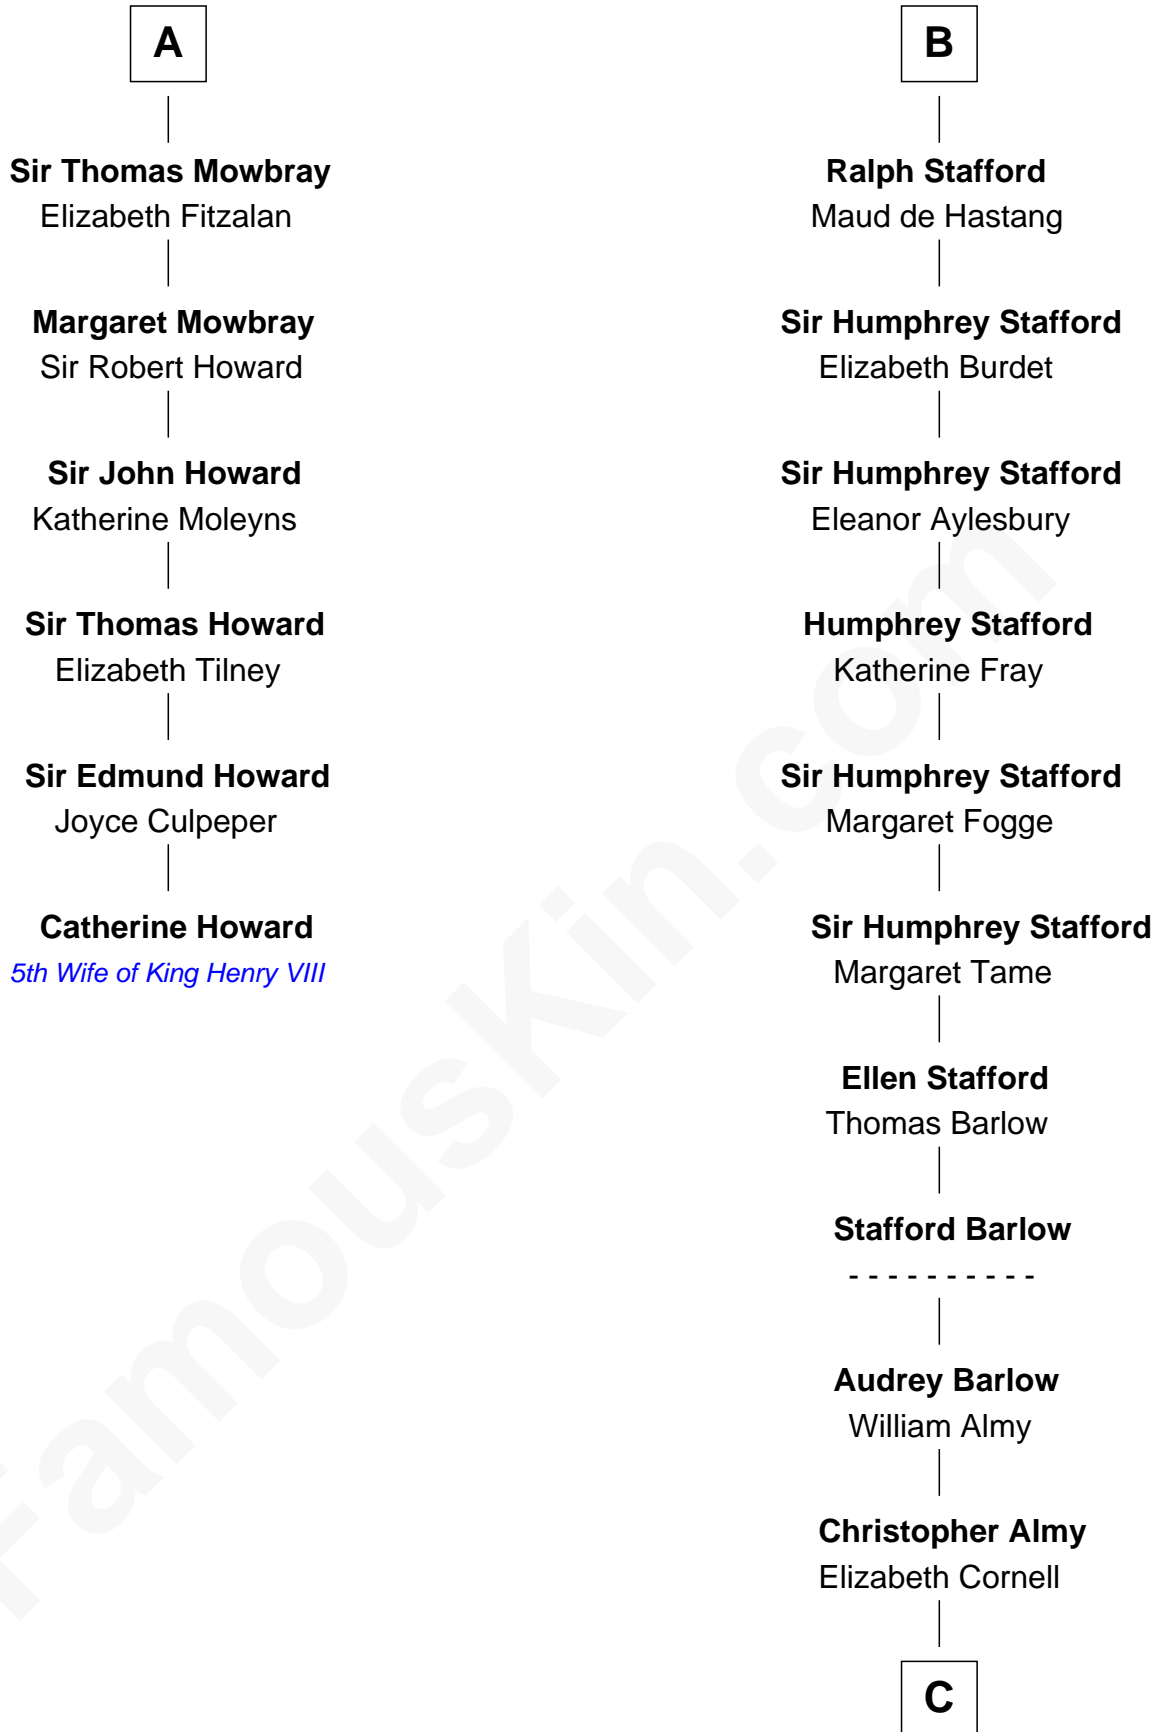 A
Sir Thomas Mowbray
Elizabeth Fitzalan
Margaret Mowbray
Sir Robert Howard
Sir John Howard
Katherine Moleyns
Sir Thomas Howard
Elizabeth Tilney
Sir Edmund Howard
Joyce Culpeper
Catherine Howard
5th Wife of King Henry VIII
B
Ralph Stafford
Maud de Hastang
Sir Humphrey Stafford
Elizabeth Burdet
Sir Humphrey Stafford
Eleanor Aylesbury
Humphrey Stafford
Katherine Fray
Sir Humphrey Stafford
Margaret Fogge
Sir Humphrey Stafford
Margaret Tame
Ellen Stafford
Thomas Barlow
Stafford Barlow
- - - - - - - - - -
Audrey Barlow
William Almy
Christopher Almy
Elizabeth Cornell
C
FamousKin.com